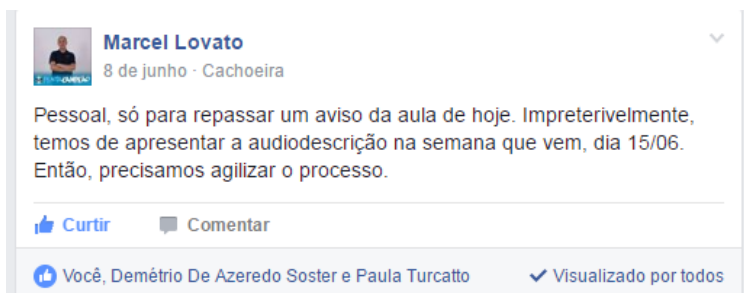 Marcel Lovato
8 de junho · Cachoeira
Pessoal, só para repassar um aviso da aula de hoje. Impreterivelmente,
temos de apresentar a audiodescrição na semana que vem, dia 15/06.
Então, precisamos agilizar o processo.
Curtir Comentar
Você, Demétrio De Azeredo Soster e Paula Turcatto Visualizado por todos